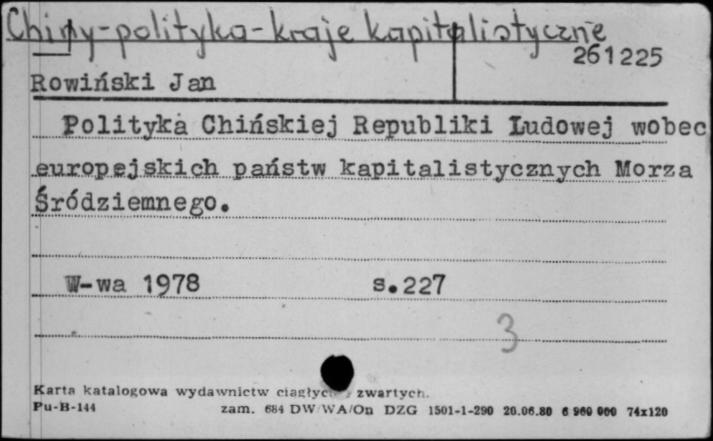 Chiny-polityka-kraje kapitalistyczne
261225
Rowiński Jan
Polityka Chińskiej Republiki Ludowej wobec
europejskich państw kapitalistycznych Morza
Śródziemnego.
W-wa 1978 s.227
3
Karta katalogowa wydawnictw zwartych.
Pu-B-144 zam. 684 DW/WA/On DZG 1501-1-290 20.06.80 6 960 000 74x120